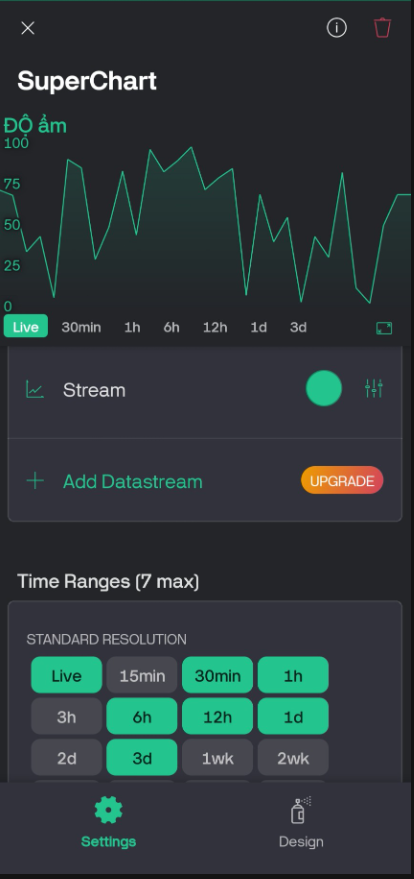 SuperChart
ĐỘ ẩm
100
75
50
25
0
Live 30min 1h 6h 12h 1d 3d
Stream
Add Datastream UPGRADE
Time Ranges (7 max)
STANDARD RESOLUTION
Live 15min 30min 1h
3h 6h 12h 1d
2d 3d 1wk 2wk
Settings Design